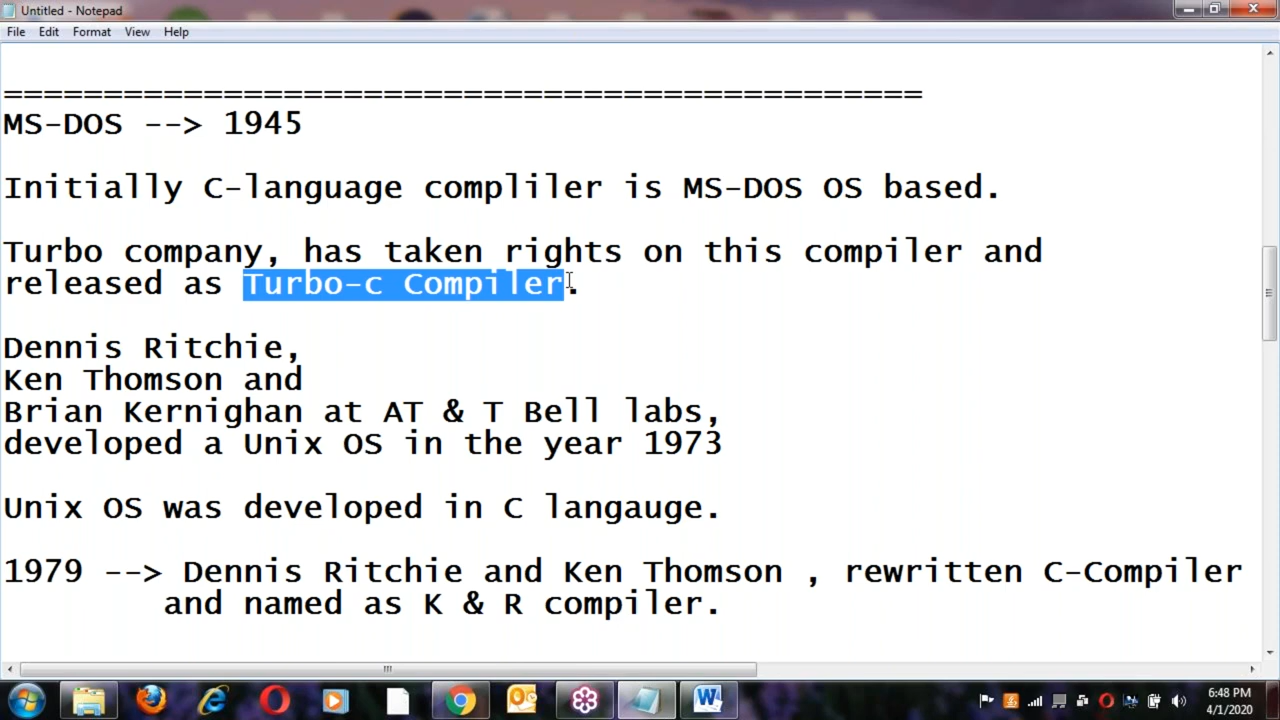 Untitled - Notepad
File Edit Format View Help
==============================================
MS-DOS --> 1945
Initially C-language compliler is MS-DOS OS based.
Turbo company, has taken rights on this compiler and
released as Turbo-c Compiler.
Dennis Ritchie,
Ken Thomson and
Brian Kernighan at AT & T Bell labs,
developed a Unix OS in the year 1973
Unix OS was developed in C langauge.
1979 --> Dennis Ritchie and Ken Thomson , rewritten C-Compiler
and named as K & R compiler.
6:48 PM
4/1/2020